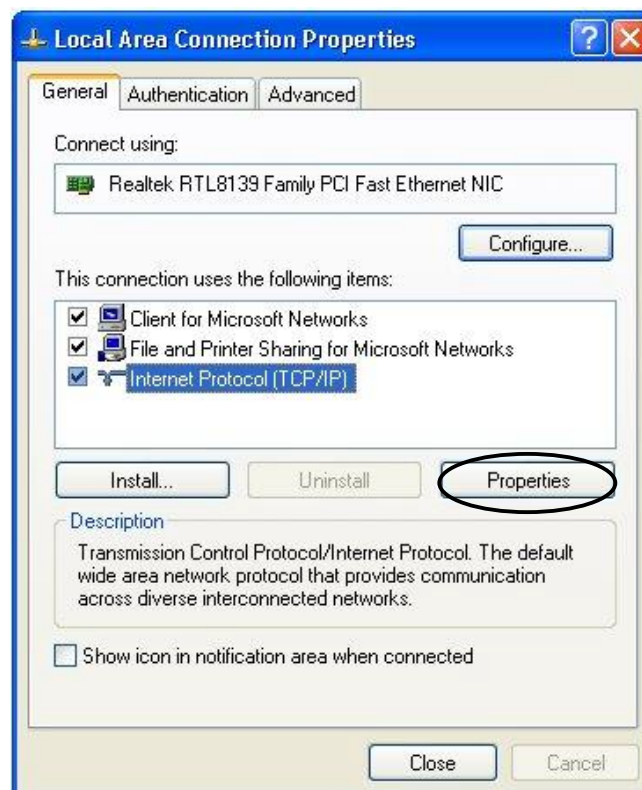 Local Area Connection Properties
General Authentication Advanced
Connect using:
Realtek RTL8139 Family PCI Fast Ethernet NIC
Configure...
This connection uses the following items:
Client for Microsoft Networks
File and Printer Sharing for Microsoft Networks
Internet Protocol (TCP/IP)
Install... Uninstall Properties
Description
Transmission Control Protocol/Internet Protocol. The default
wide area network protocol that provides communication
across diverse interconnected networks.
Show icon in notification area when connected
Close Cancel